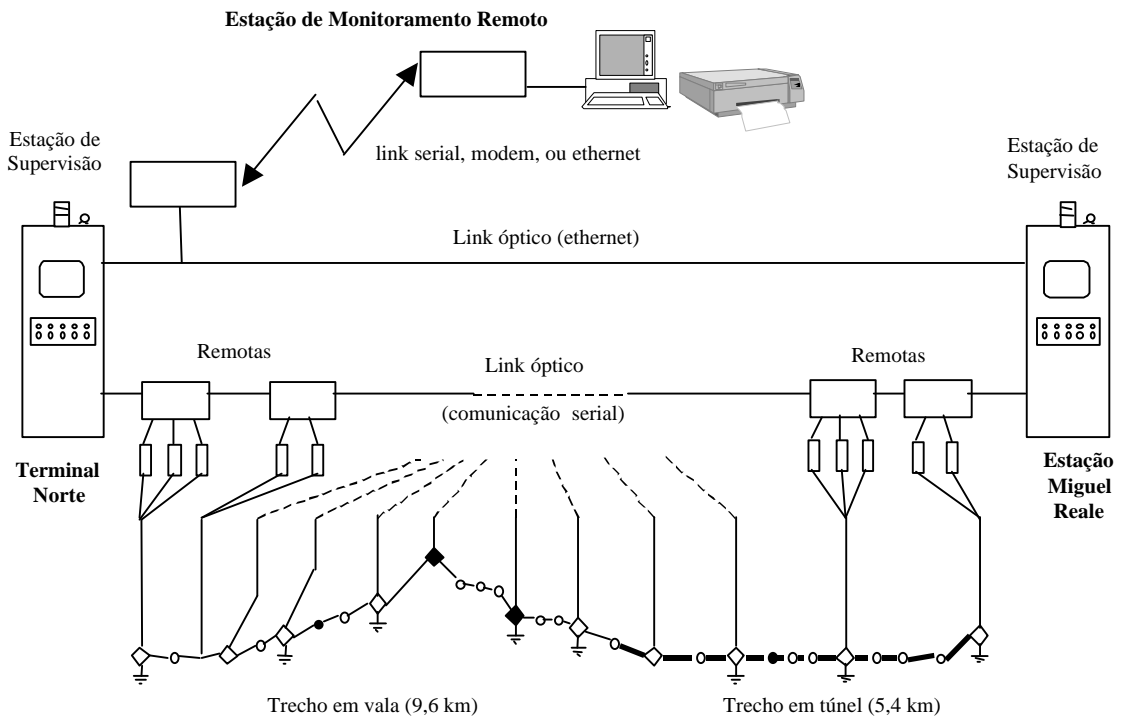 Estação de Monitoramento Remoto
Estação de
Supervisão
link serial, modem, ou ethernet
Estação de
Supervisão
Link óptico (ethernet)
Remotas
Link óptico
(comunicação serial)
Remotas
Terminal
Norte
Estação
Miguel
Reale
Trecho em vala (9,6 km)
Trecho em túnel (5,4 km)